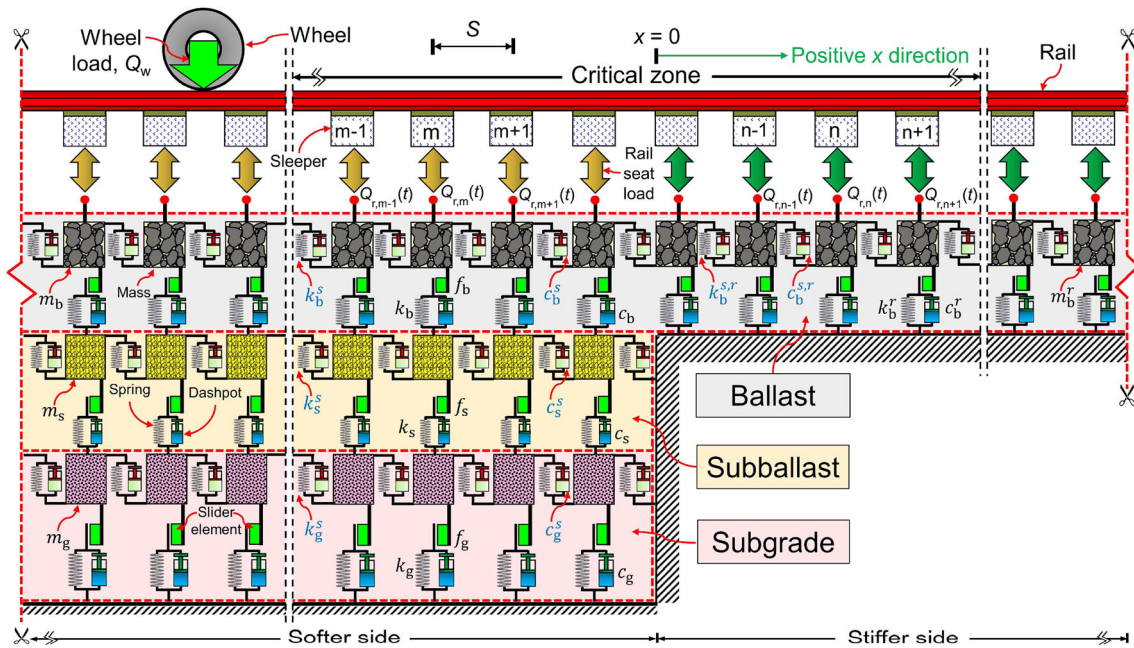 Wheel
load, Q_w
Wheel
S
x = 0
Positive x direction
Rail
Critical zone
m-1
m
m+1
n-1
n
n+1
Sleeper
Rail
seat
load
Q_r,m-1(t)
Q_r,m(t)
Q_r,m+1(t)
Q_r,n-1(t)
Q_r,n(t)
Q_r,n+1(t)
m_b
Mass
k_b^s
k_b
f_b
c_b^s
c_b
k_b^s,r
c_b^s,r
k_b^r
c_b^r
m_b^r
m_s
Spring
Dashpot
k_s^s
k_s
f_s
c_s^s
c_s
Ballast
Subballast
Subgrade
m_g
Slider
element
k_g^s
k_g
f_g
c_g^s
c_g
Softer side
Stiffer side